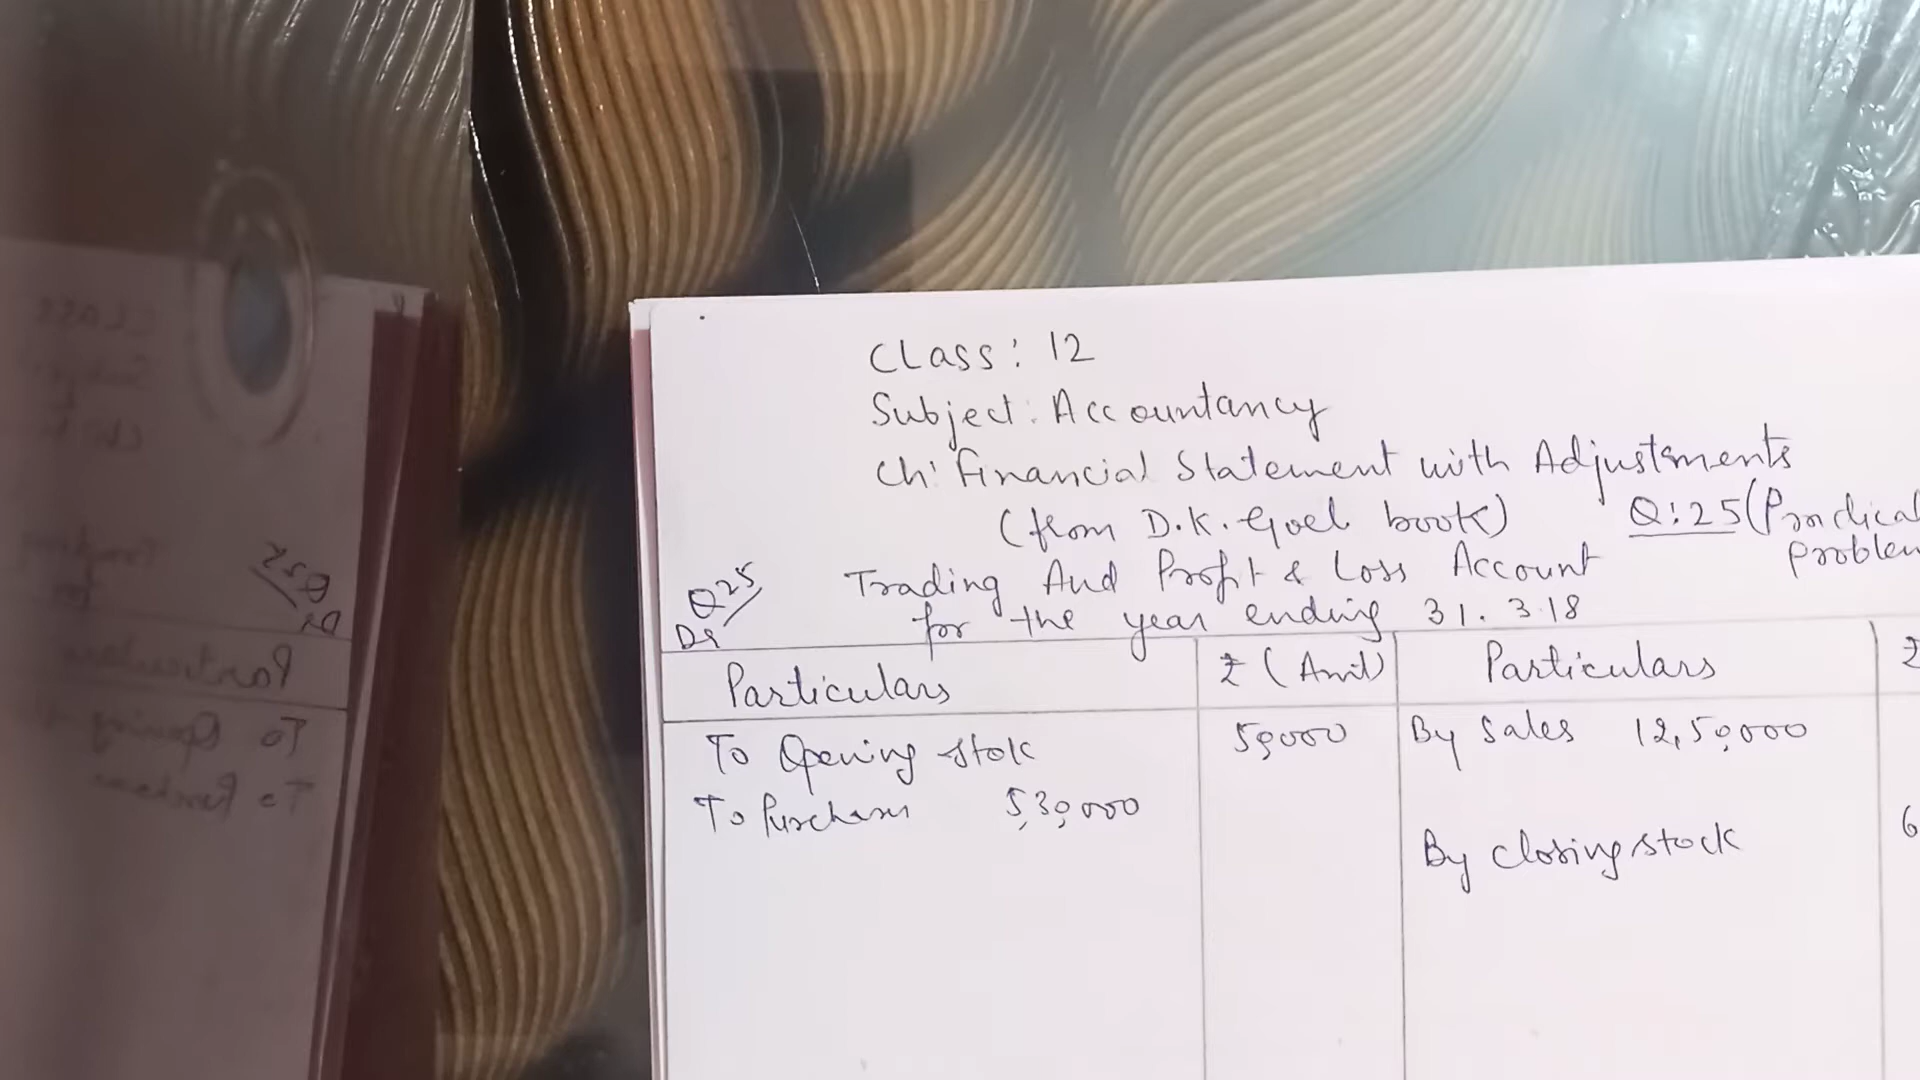 Class: 12
Subject: Accountancy
Ch: Financial Statement with Adjustments
(from D.K. Goel book) Q:25 (Practical
problem
Q25 Trading And Profit & Loss Account
Dr for the year ending 31.3.18
Particulars ₹ (Amt) Particulars ₹
To Opening stok 50,000 By Sales 12,50,000
To Purchases 5,30,000
By closing stock 6